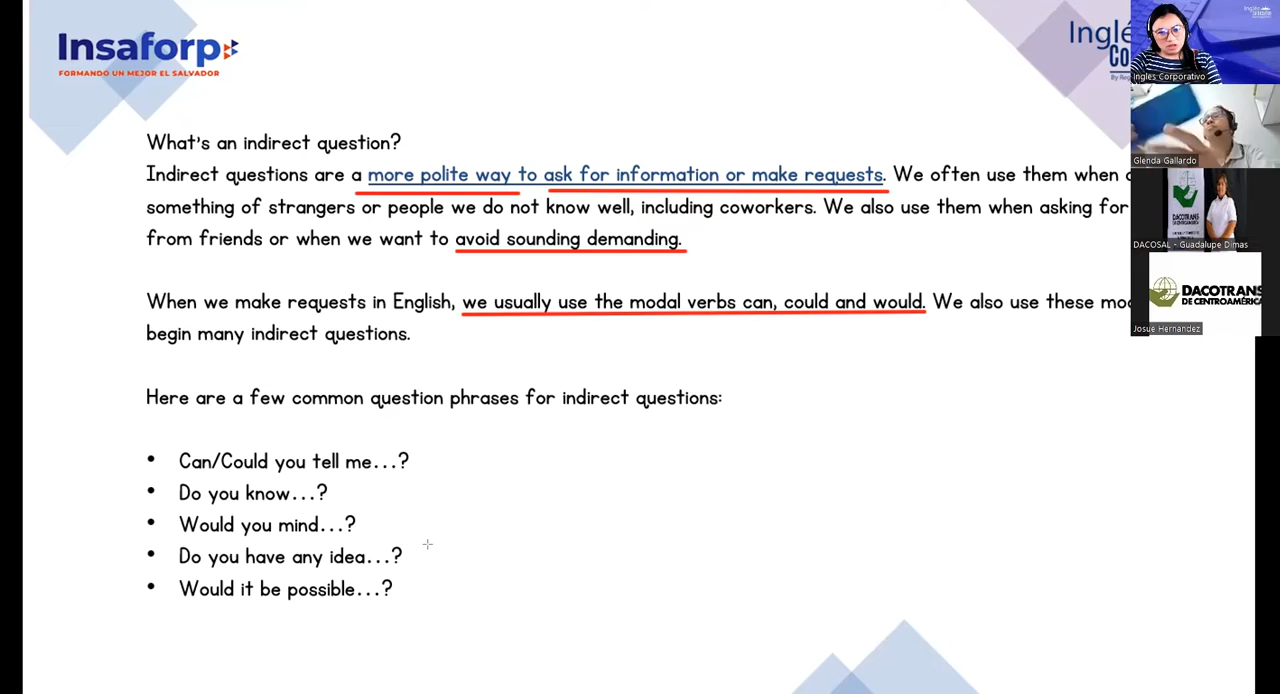 Insaforp
FORMANDO UN MEJOR EL SALVADOR
What's an indirect question?
Indirect questions are a more polite way to ask for information or make requests. We often use them when
something of strangers or people we do not know well, including coworkers. We also use them when asking for
from friends or when we want to avoid sounding demanding.
When we make requests in English, we usually use the modal verbs can, could and would. We also use these
begin many indirect questions.
Here are a few common question phrases for indirect questions:
• Can/Could you tell me...?
• Do you know...?
• Would you mind...?
• Do you have any idea...?
• Would it be possible...?
Ingles Corporativo
Glenda Gallardo
DACOTRANS
DACOSAL - Guadalupe Dimas
DACOTRANS
DE CENTROAMÉRICA
Josue Hernandez